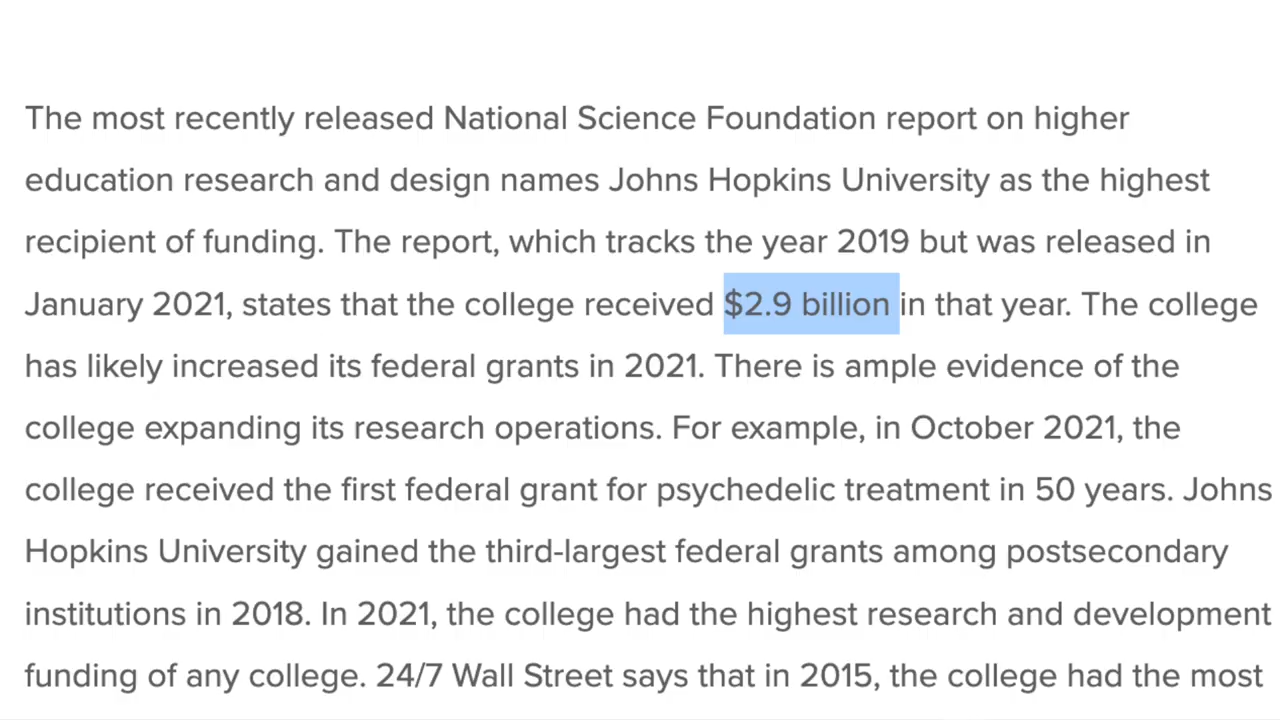 The most recently released National Science Foundation report on higher
education research and design names Johns Hopkins University as the highest
recipient of funding. The report, which tracks the year 2019 but was released in
January 2021, states that the college received $2.9 billion in that year. The college
has likely increased its federal grants in 2021. There is ample evidence of the
college expanding its research operations. For example, in October 2021, the
college received the first federal grant for psychedelic treatment in 50 years. Johns
Hopkins University gained the third-largest federal grants among postsecondary
institutions in 2018. In 2021, the college had the highest research and development
funding of any college. 24/7 Wall Street says that in 2015, the college had the most